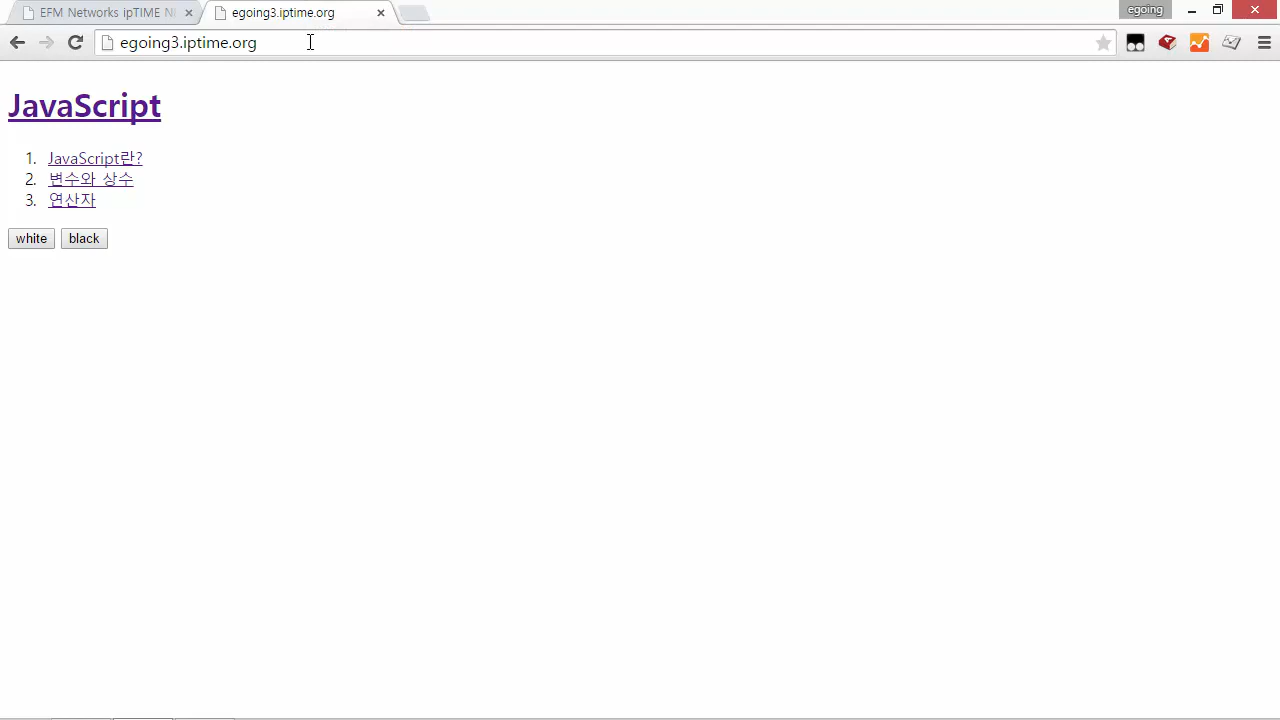 EFM Networks ipTIME N
egoing3.iptime.org
egoing
egoing3.iptime.org
JavaScript
1. JavaScript란?
2. 변수와 상수
3. 연산자
white black